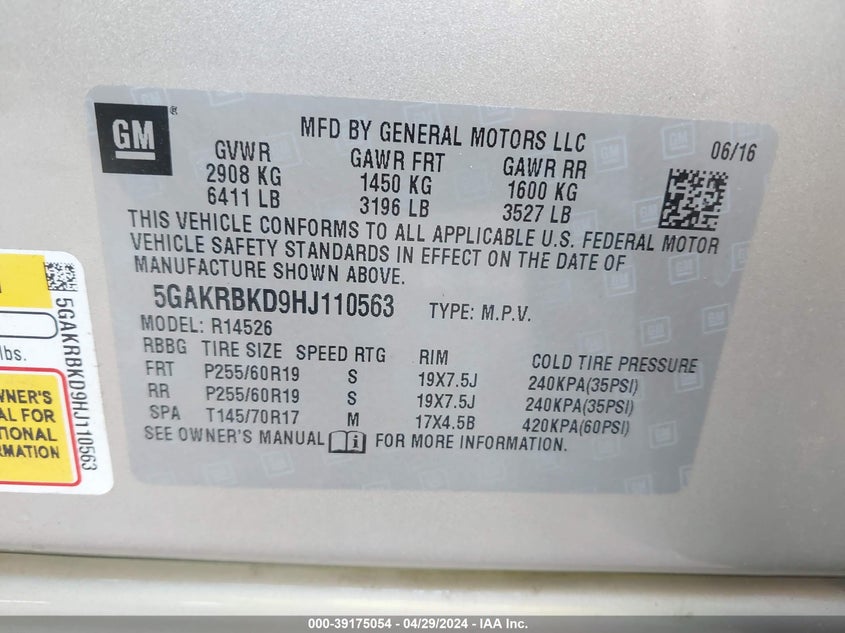 GM®
MFD BY GENERAL MOTORS LLC
06/16
GVWR GAWR FRT GAWR RR
2908 KG 1450 KG 1600 KG
6411 LB 3196 LB 3527 LB
THIS VEHICLE CONFORMS TO ALL APPLICABLE U.S. FEDERAL MOTOR
VEHICLE SAFETY STANDARDS IN EFFECT ON THE DATE OF
MANUFACTURE SHOWN ABOVE.
5GAKRBKD9HJ110563 TYPE: M.P.V.
MODEL: R14526
RBBG TIRE SIZE SPEED RTG RIM COLD TIRE PRESSURE
FRT P255/60R19 S 19X7.5J 240KPA(35PSI)
RR P255/60R19 S 19X7.5J 240KPA(35PSI)
SPA T145/70R17 M 17X4.5B 420KPA(60PSI)
SEE OWNER'S MANUAL FOR MORE INFORMATION.
lbs.
OWNER'S
FOR
5GAKRBKD9HJ110563
000-39175054 - 04/29/2024 - IAA Inc.